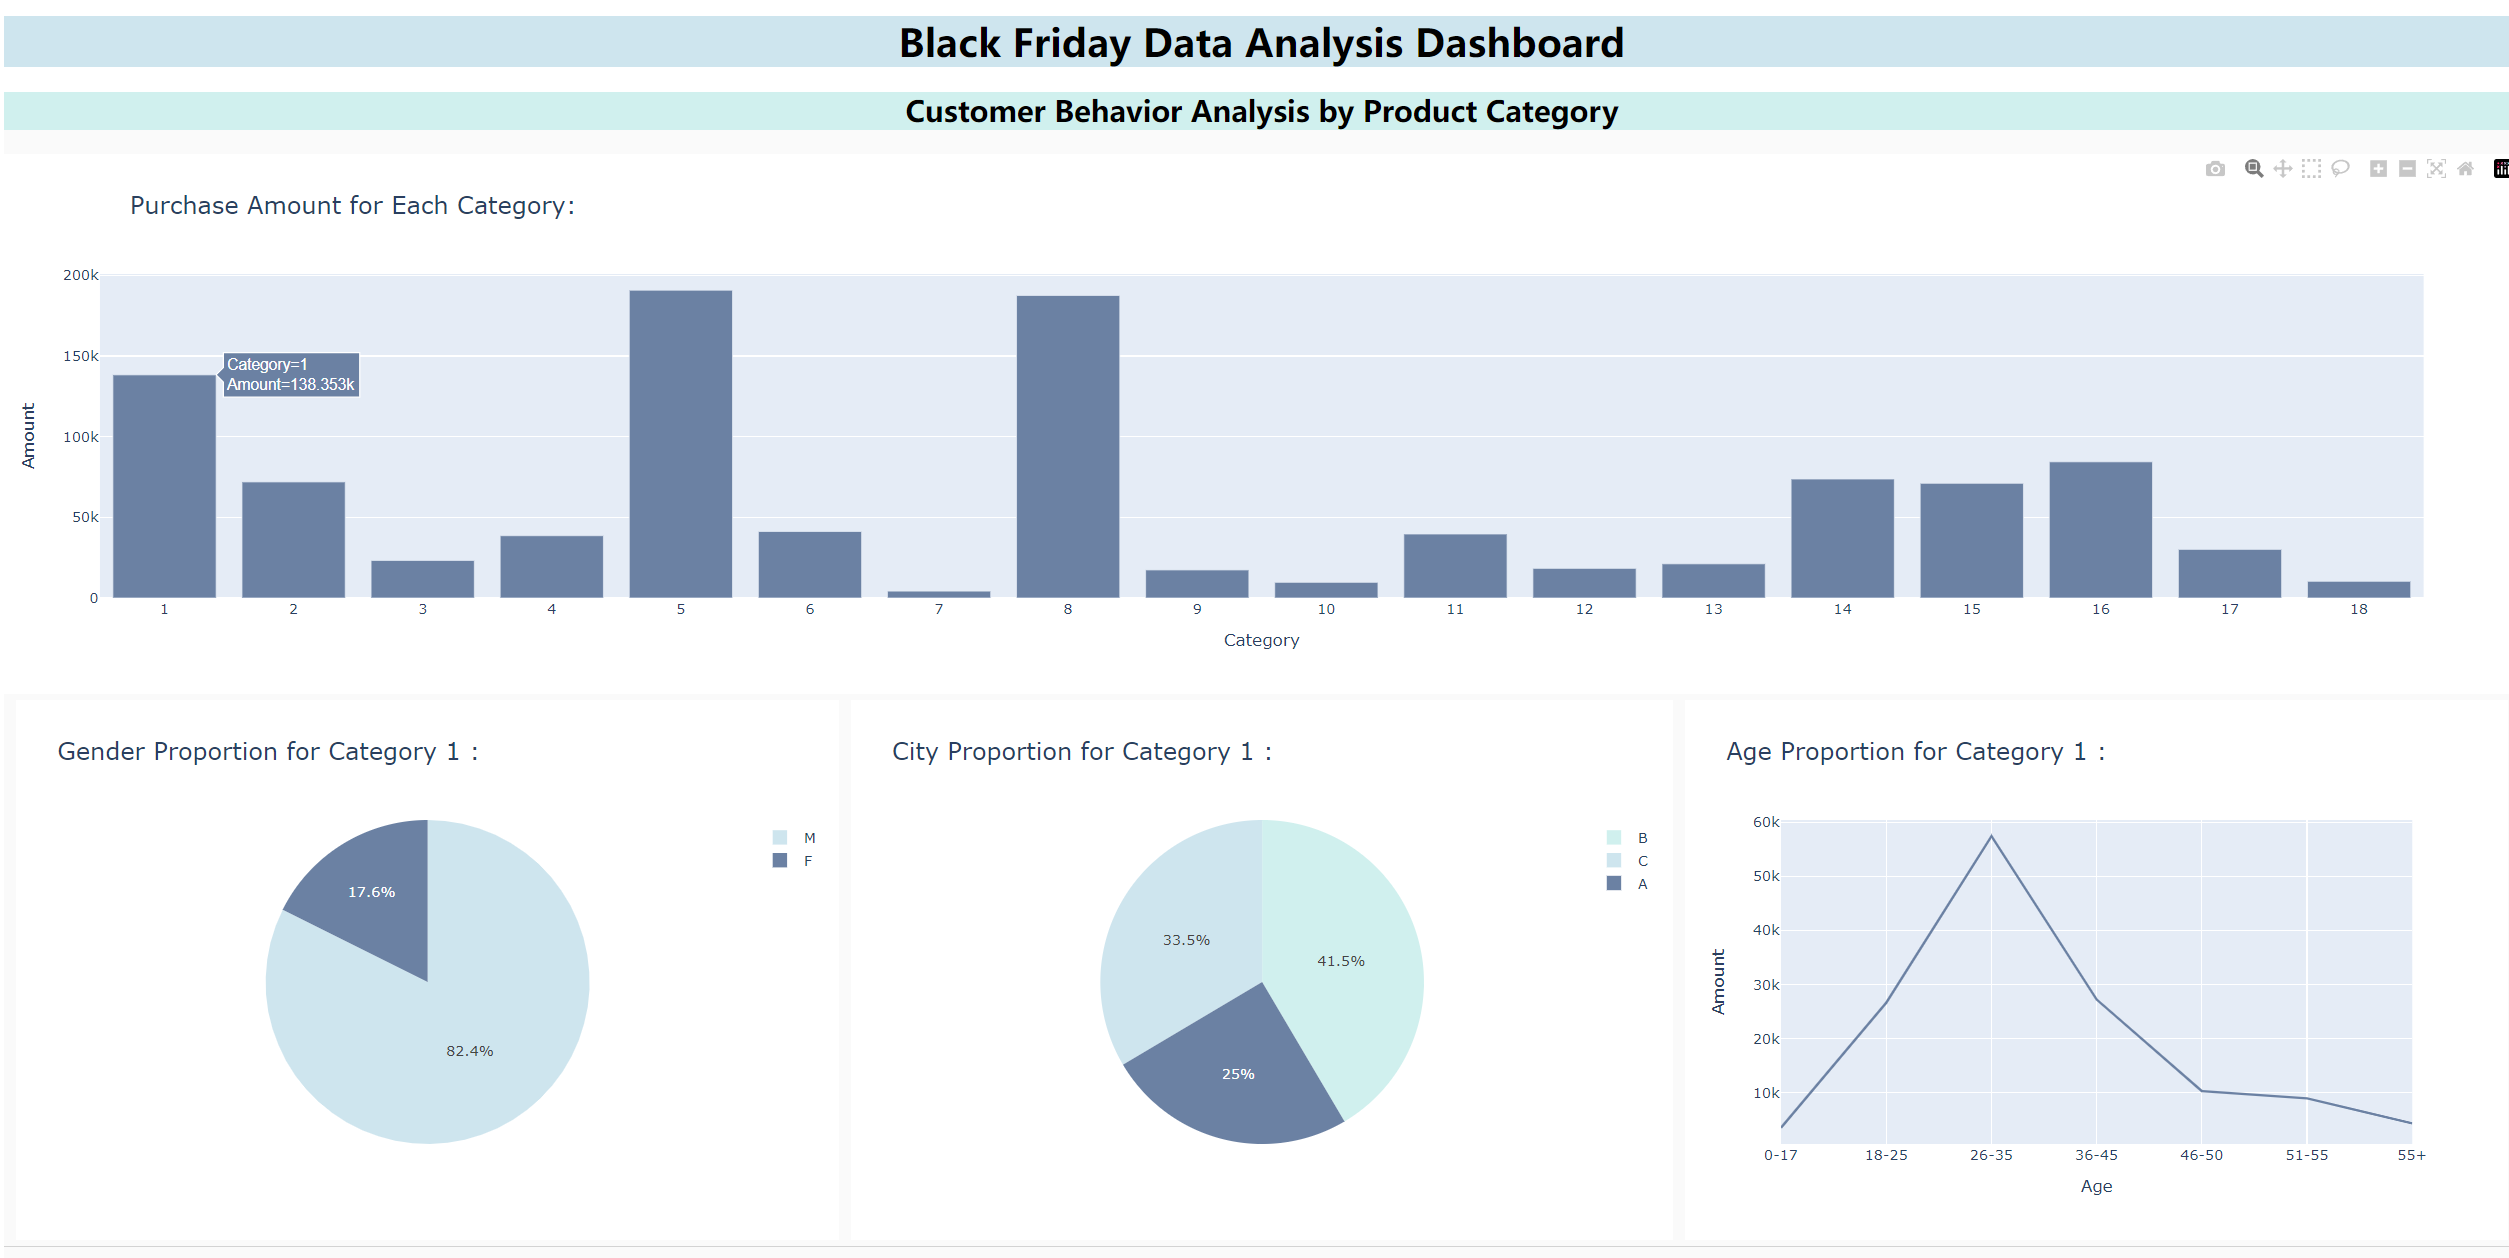 Black Friday Data Analysis Dashboard
Customer Behavior Analysis by Product Category
Purchase Amount for Each Category:
200k
150k
100k
50k
0
Amount
Category=1
Amount=138.353k
1 2 3 4 5 6 7 8 9 10 11 12 13 14 15 16 17 18
Category
Gender Proportion for Category 1 :
M
F
17.6%
82.4%
City Proportion for Category 1 :
B
C
A
33.5%
41.5%
25%
Age Proportion for Category 1 :
60k
50k
40k
30k
20k
10k
Amount
0-17 18-25 26-35 36-45 46-50 51-55 55+
Age